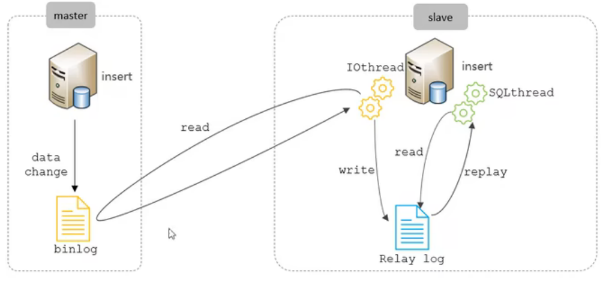 master
slave
insert
IOthread
insert
SQLthread
read
data
change
read
write
replay
binlog
Relay log